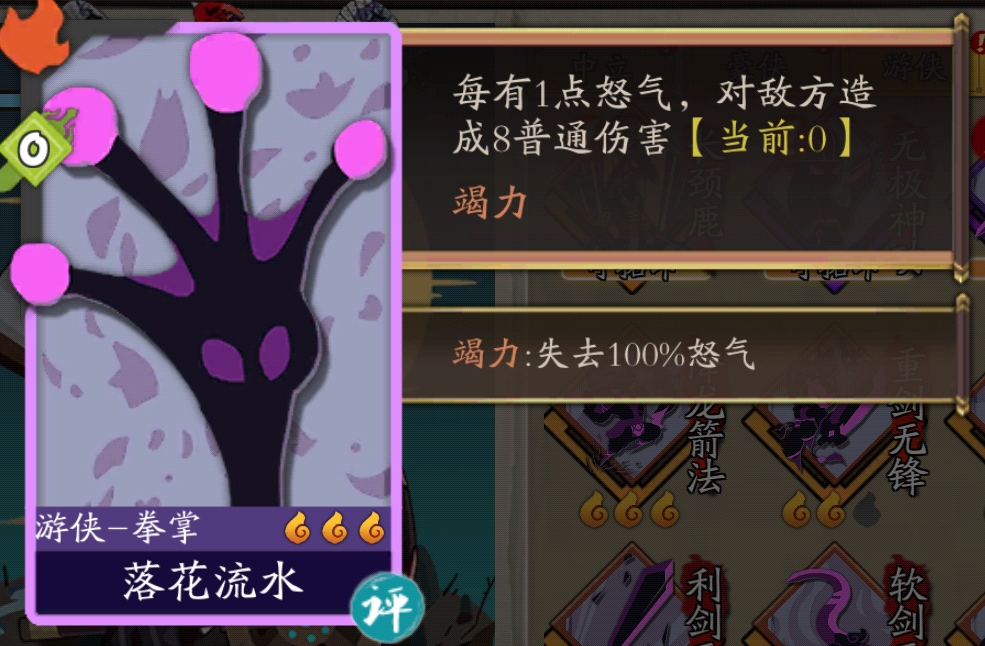 0
每有1点怒气，对敌方造
成8普通伤害【当前:0】
竭力
竭力:失去100%怒气
游侠-拳掌
落花流水
评
游侠
长颈鹿
无极神
龙箭法
重剑无锋
利剑
软剑